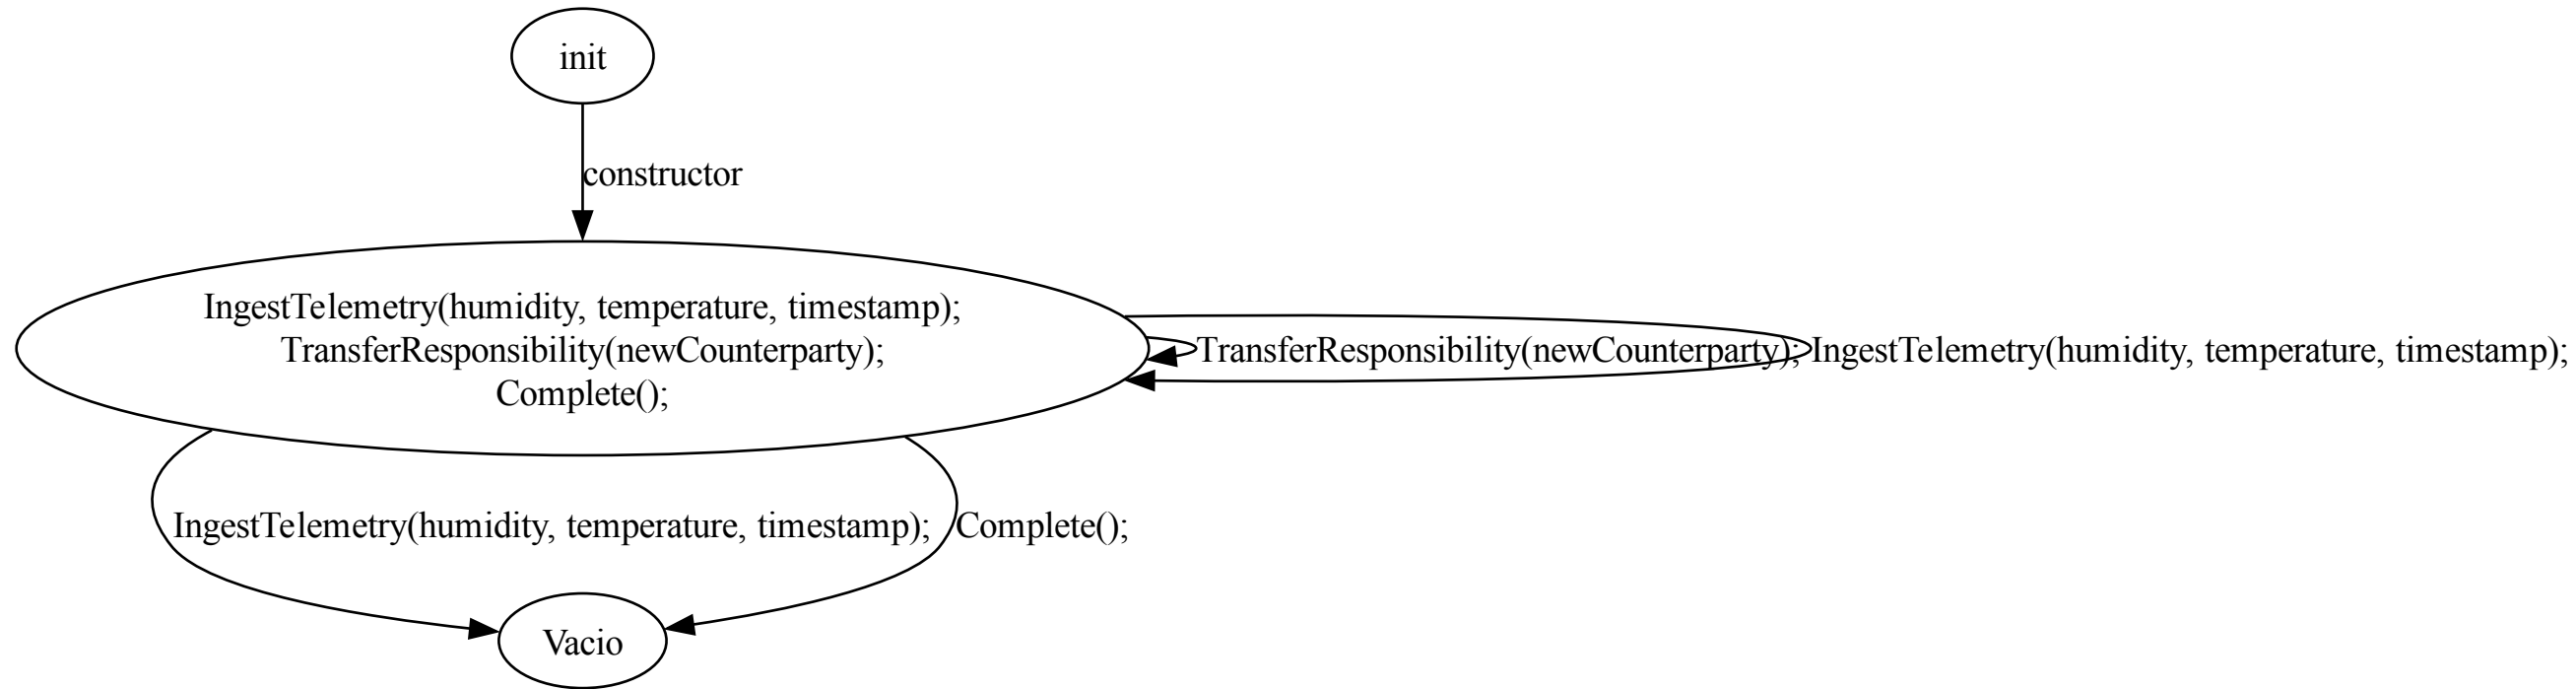 init
constructor
IngestTelemetry(humidity, temperature, timestamp);
TransferResponsibility(newCounterparty);
Complete();
TransferResponsibility(newCounterparty);
IngestTelemetry(humidity, temperature, timestamp);
IngestTelemetry(humidity, temperature, timestamp);
Complete();
Vacio